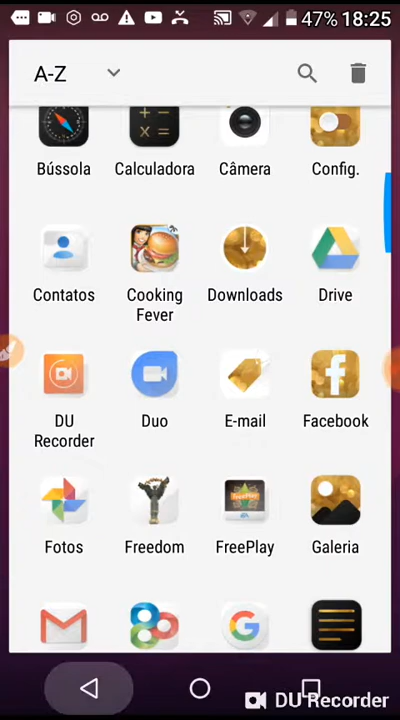 47% 18:25
A-Z
Bússola Calculadora Câmera Config.
Contatos Cooking Fever Downloads Drive
DU Recorder Duo E-mail Facebook
Fotos Freedom FreePlay Galeria
DU Recorder